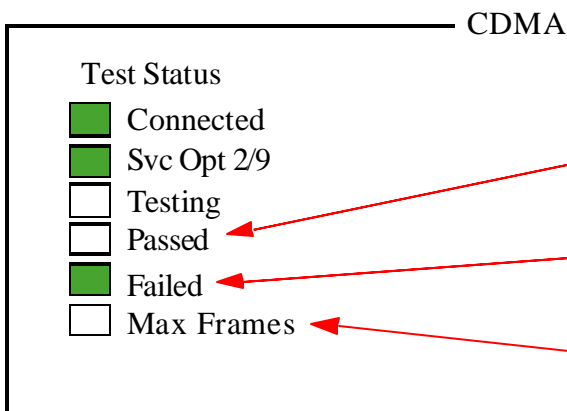 CDMA
Test Status
Connected
Svc Opt 2/9
Testing
Passed
Failed
Max Frames